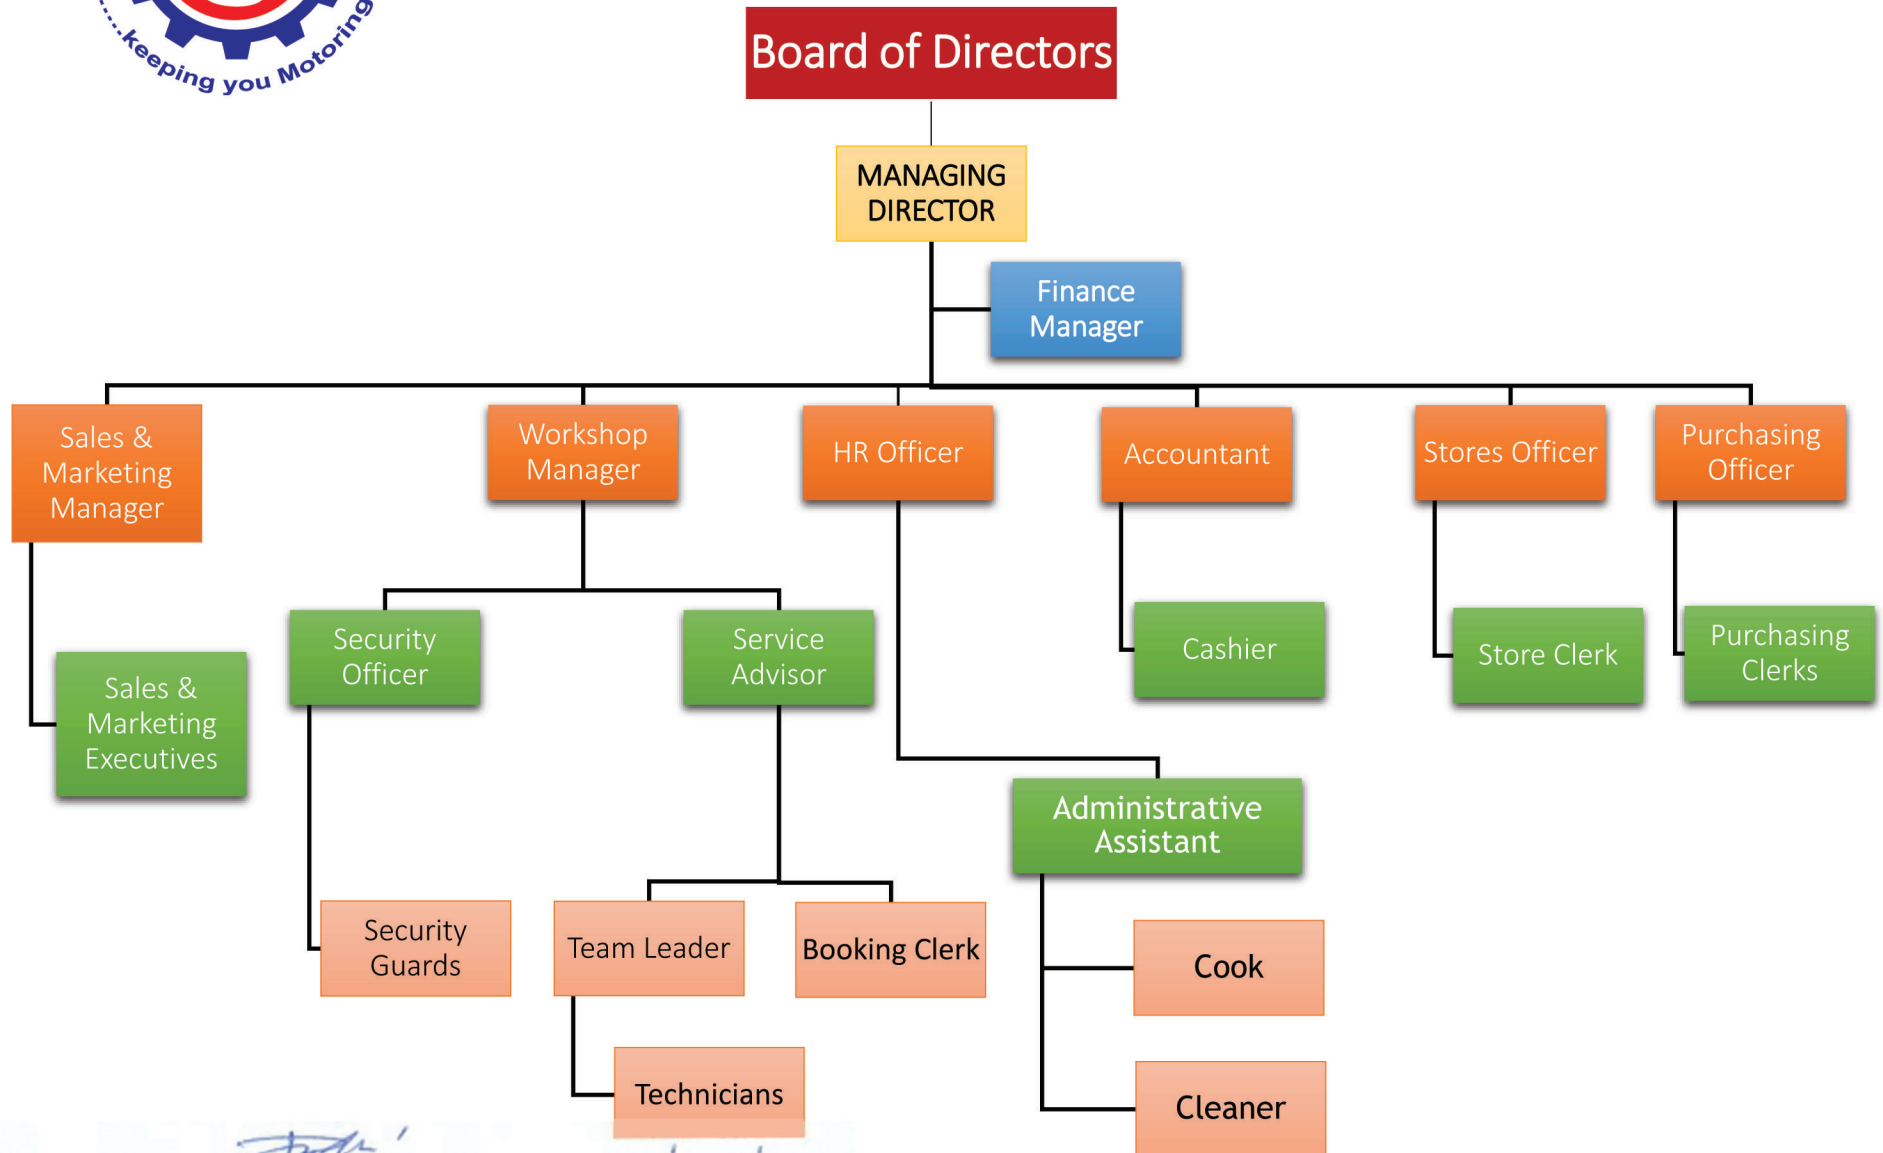 ......keeping you Motoring
Board of Directors
MANAGING
DIRECTOR
Finance
Manager
Sales &
Marketing
Manager
Workshop
Manager
HR Officer
Accountant
Stores Officer
Purchasing
Officer
Security
Officer
Service
Advisor
Cashier
Store Clerk
Purchasing
Clerks
Sales &
Marketing
Executives
Administrative
Assistant
Security
Guards
Team Leader
Booking Clerk
Cook
Technicians
Cleaner